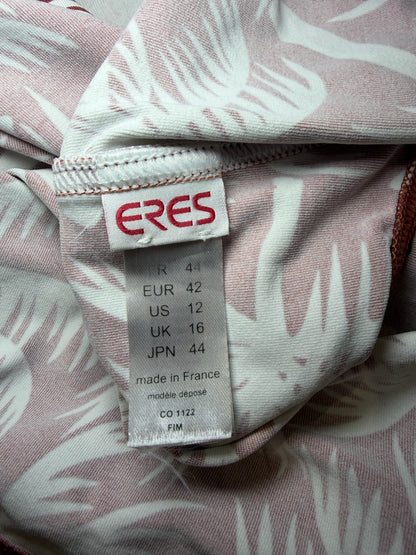 ERES
R 44
EUR 42
US 12
UK 16
JPN 44
made in France
modèle déposé
CO 1122
FIM